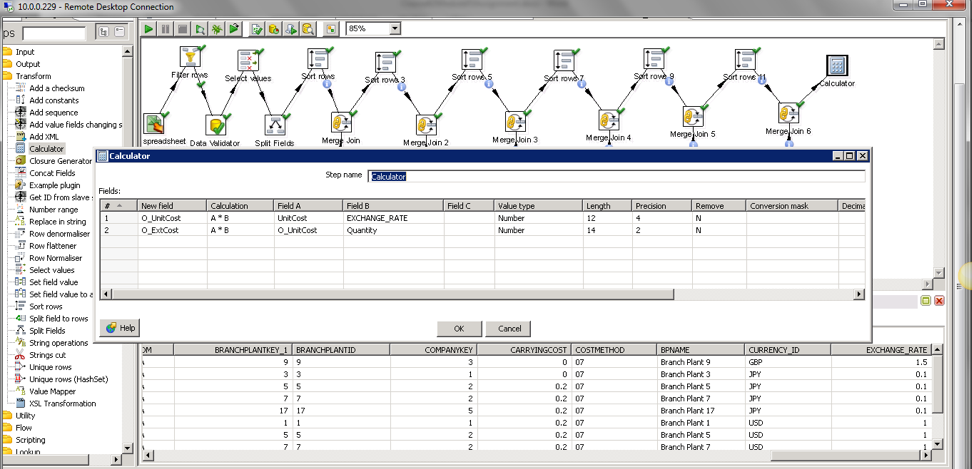 10.0.0.229 - Remote Desktop Connection
85%
Input
Output
Transform
Add a checksum
Add constants
Add sequence
Add value fields changing s
Add XML
Calculator
Closure Generator
Concat Fields
Example plugin
Get ID from slave s
Number range
Replace in string
Row denormaliser
Row flattener
Row Normaliser
Select values
Set field value
Set field value to a
Sort rows
Split field to rows
Split Fields
String operations
Strings cut
Unique rows
Unique rows (HashSet)
Value Mapper
XSL Transformation
Utility
Flow
Scripting
Lookup
Filter rows
Select values
Sort rows
Sort rows 3
Sort rows 5
Sort rows 7
Sort rows 9
Sort rows 11
Calculator
spreadsheet
Data Validator
Split Fields
Merge Join
Merge Join 2
Merge Join 3
Merge Join 4
Merge Join 5
Merge Join 6
Calculator
Step name Calculator
Fields:
# New field Calculation Field A Field B Field C Value type Length Precision Remove Conversion mask Decima
1 O_UnitCost A * B UnitCost EXCHANGE_RATE Number 12 4 N
2 O_ExtCost A * B O_UnitCost Quantity Number 14 2 N
Help OK Cancel
OM BRANCHPLANTKEY_1 BRANCHPLANTID COMPANYKEY CARRYINGCOST COSTMETHOD BPNAME CURRENCY_ID EXCHANGE_RATE
9 9 3 0 07 Branch Plant 9 GBP 1.5
3 3 1 0 07 Branch Plant 3 JPY 0.1
5 5 2 0.2 07 Branch Plant 5 JPY 0.1
7 7 2 0.2 07 Branch Plant 7 JPY 0.1
17 17 5 0.2 07 Branch Plant 17 JPY 0.1
1 1 1 0.2 07 Branch Plant 1 USD 1
5 5 2 0.2 07 Branch Plant 5 USD 1
7 7 2 0.2 07 Branch Plant 7 USD 1